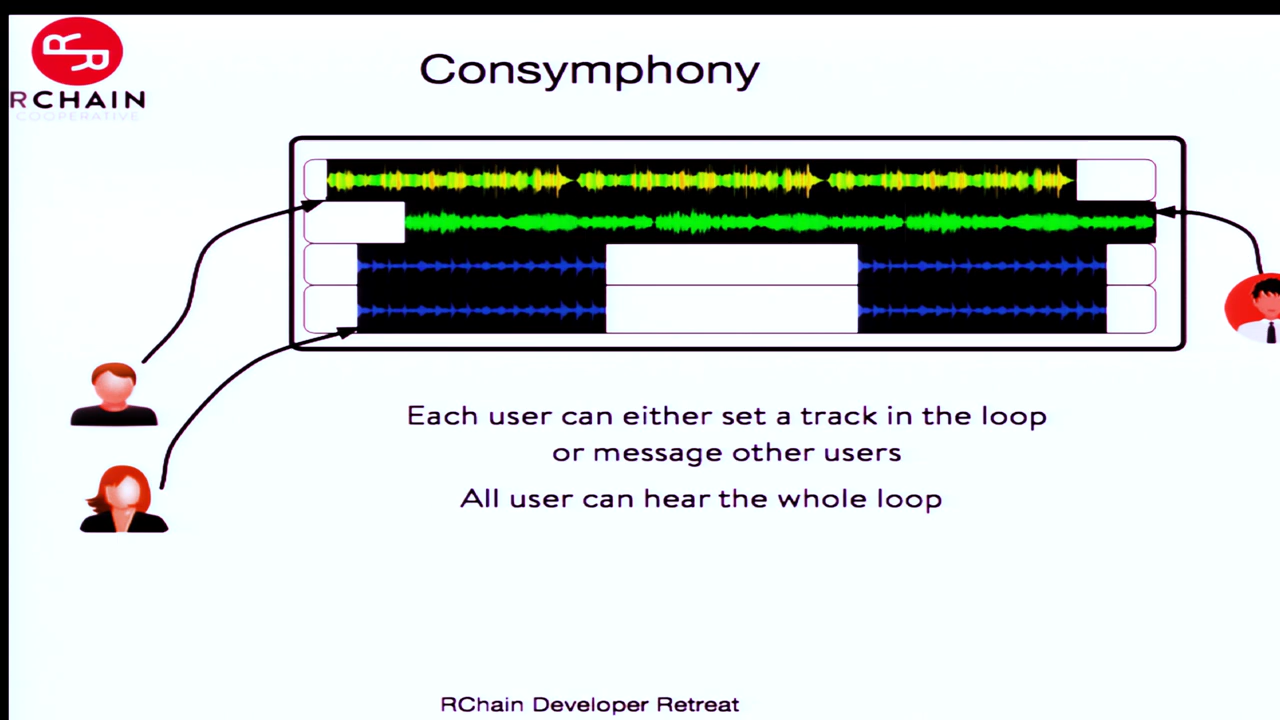 RCHAIN
COOPERATIVE
Consymphony
Each user can either set a track in the loop
or message other users
All user can hear the whole loop
RChain Developer Retreat